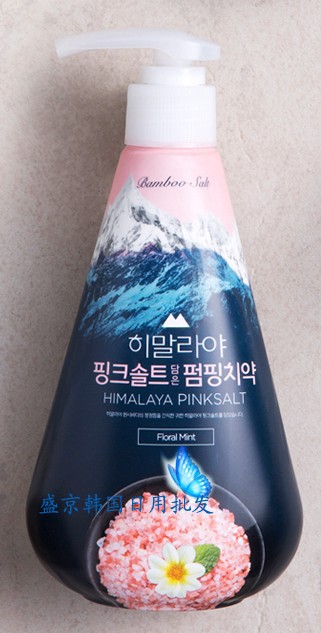 Bamboo Salt
히말라야
핑크솔트 담은 펌핑치약
HIMALAYA PINKSALT
Floral Mint
盛京韩国日用批发